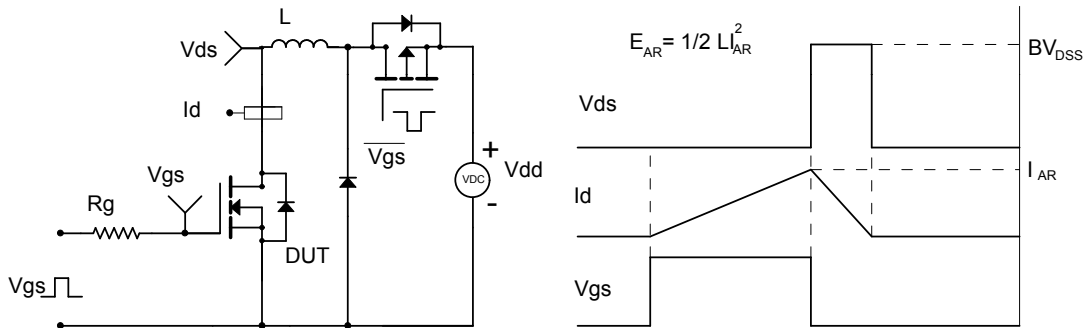 L
Vds
Id
Vgs
Rg
DUT
Vgs
Vgs
VDC
+
Vdd
-
E_AR= 1/2 LI_AR^2
BV_DSS
Vds
I_AR
Id
Vgs